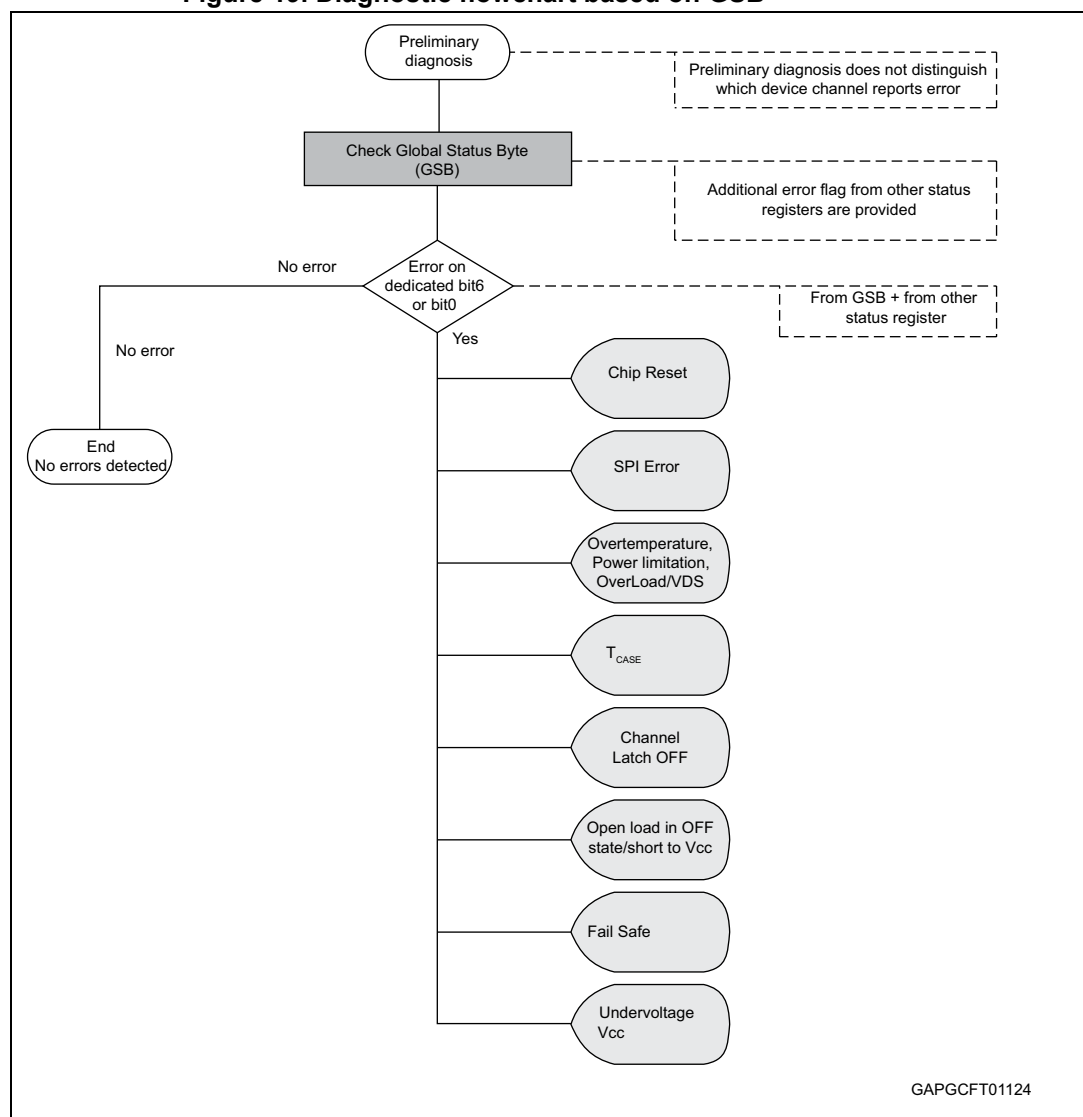 Figure 10. Diagnostic flowchart based on GSB
Preliminary
diagnosis
Preliminary diagnosis does not distinguish
which device channel reports error
Check Global Status Byte
(GSB)
Additional error flag from other status
registers are provided
No error
Error on
dedicated bit6
or bit0
From GSB + from other
status register
Yes
No error
Chip Reset
End
No errors detected
SPI Error
Overtemperature,
Power limitation,
OverLoad/VDS
TCASE
Channel
Latch OFF
Open load in OFF
state/short to Vcc
Fail Safe
Undervoltage
Vcc
GAPGCFT01124